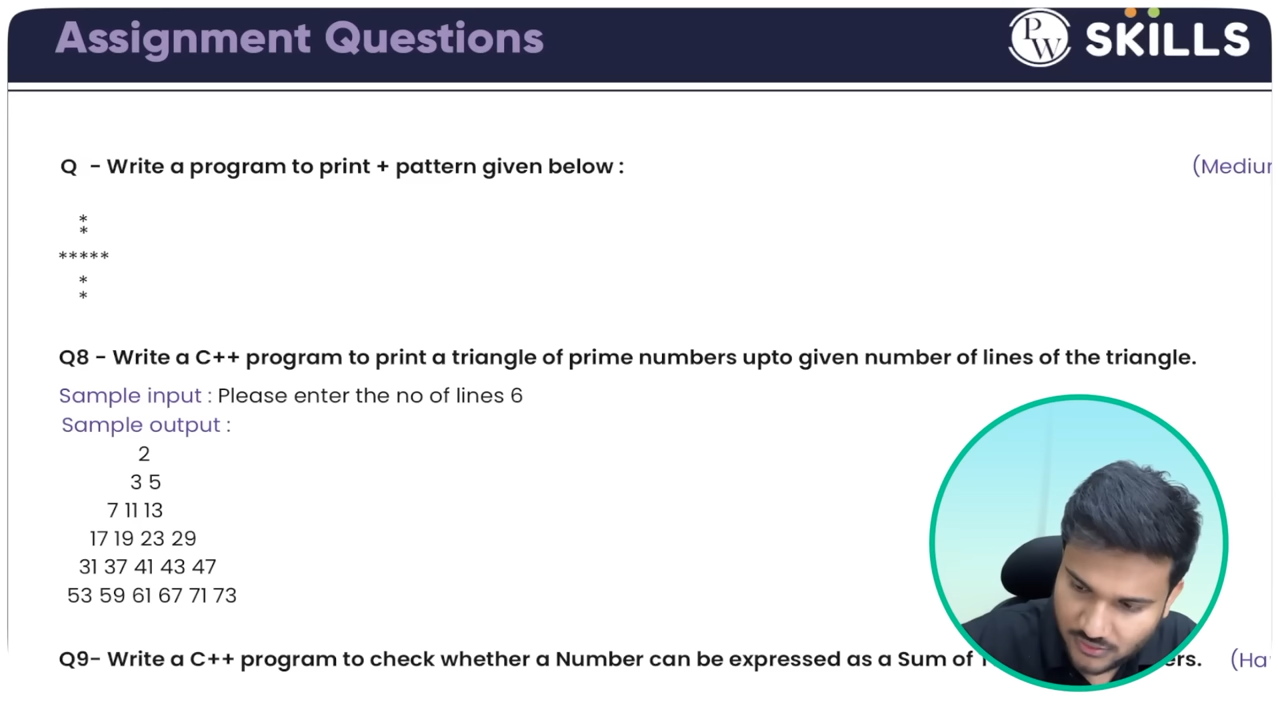 Assignment Questions
PW SKILLS
Q - Write a program to print + pattern given below :
*
*
*****
*
*
Q8 - Write a C++ program to print a triangle of prime numbers upto given number of lines of the triangle.
Sample input : Please enter the no of lines 6
Sample output :
2
3 5
7 11 13
17 19 23 29
31 37 41 43 47
53 59 61 67 71 73
Q9- Write a C++ program to check whether a Number can be expressed as a Sum of